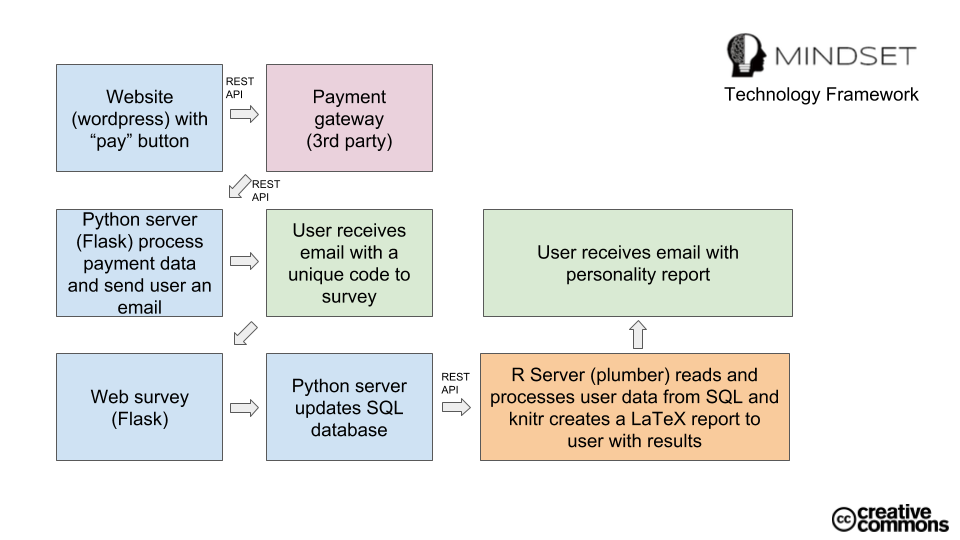 MINDSET
Technology Framework
Website
(wordpress) with
“pay” button
REST
API
Payment
gateway
(3rd party)
REST
API
Python server
(Flask) process
payment data
and send user an
email
User receives
email with a
unique code to
survey
User receives email with
personality report
Web survey
(Flask)
Python server
updates SQL
database
REST
API
R Server (plumber) reads and
processes user data from SQL and
knitr creates a LaTeX report to
user with results
cc creative
commons